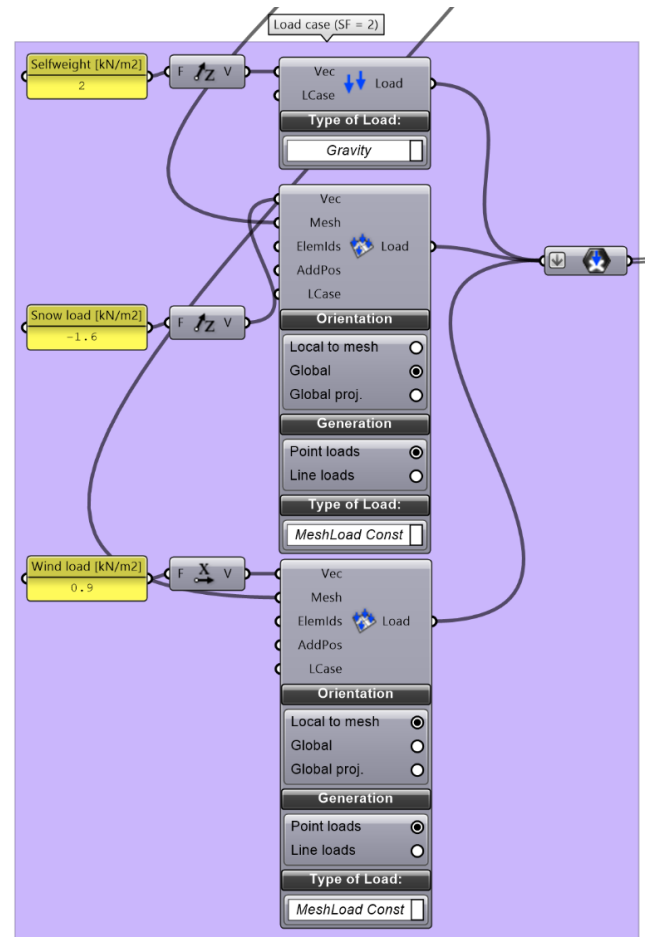 Load case (SF = 2)
Selfweight [kN/m2]
2
F Z V
Vec
LCase
Load
Type of Load:
Gravity
Vec
Mesh
ElemIds
AddPos
LCase
Load
Snow load [kN/m2]
-1.6
F Z V
Orientation
Local to mesh
Global
Global proj.
Generation
Point loads
Line loads
Type of Load:
MeshLoad Const
Wind load [kN/m2]
0.9
F X V
Vec
Mesh
ElemIds
AddPos
LCase
Load
Orientation
Local to mesh
Global
Global proj.
Generation
Point loads
Line loads
Type of Load:
MeshLoad Const